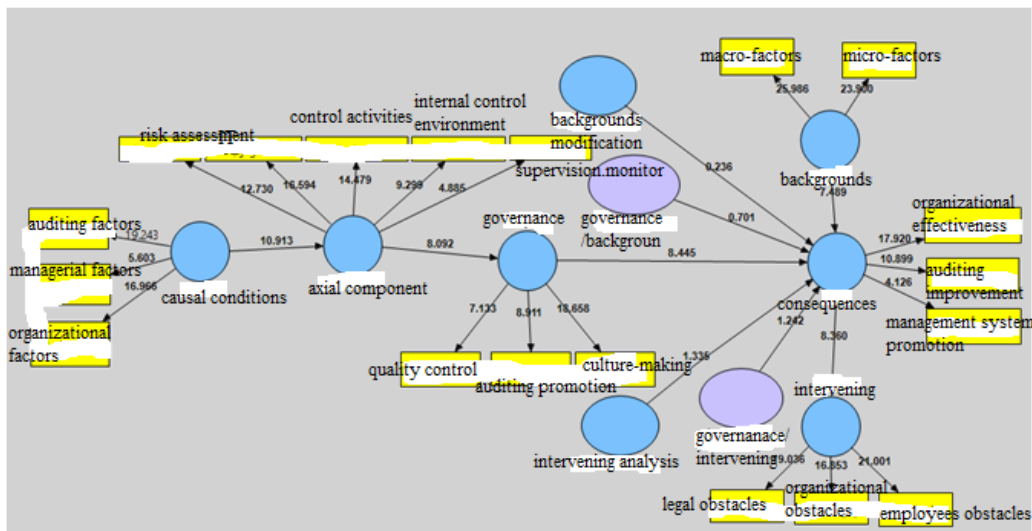 macro-factors
micro-factors
25.986
23.900
internal control
environment
control activities
risk assessment
backgrounds
modification
supervision.monitor
12.730
16.594
14.479
9.299
4.885
0.236
backgrounds
7.489
governance
/backgroun
0.701
governance
organizational
effectiveness
auditing factors
19.243
5.603
managerial factors
16.966
organizational
factors
causal conditions
10.913
axial component
8.092
8.445
17.920
10.899
4.126
auditing
improvement
consequences
management system
promotion
7.133
8.911
18.658
1.242
8.360
1.335
quality control
auditing promotion
culture-making
intervening
intervening analysis
governanace/
intervening
16.853
21.001
legal obstacles
organizational
obstacles
employees obstacles